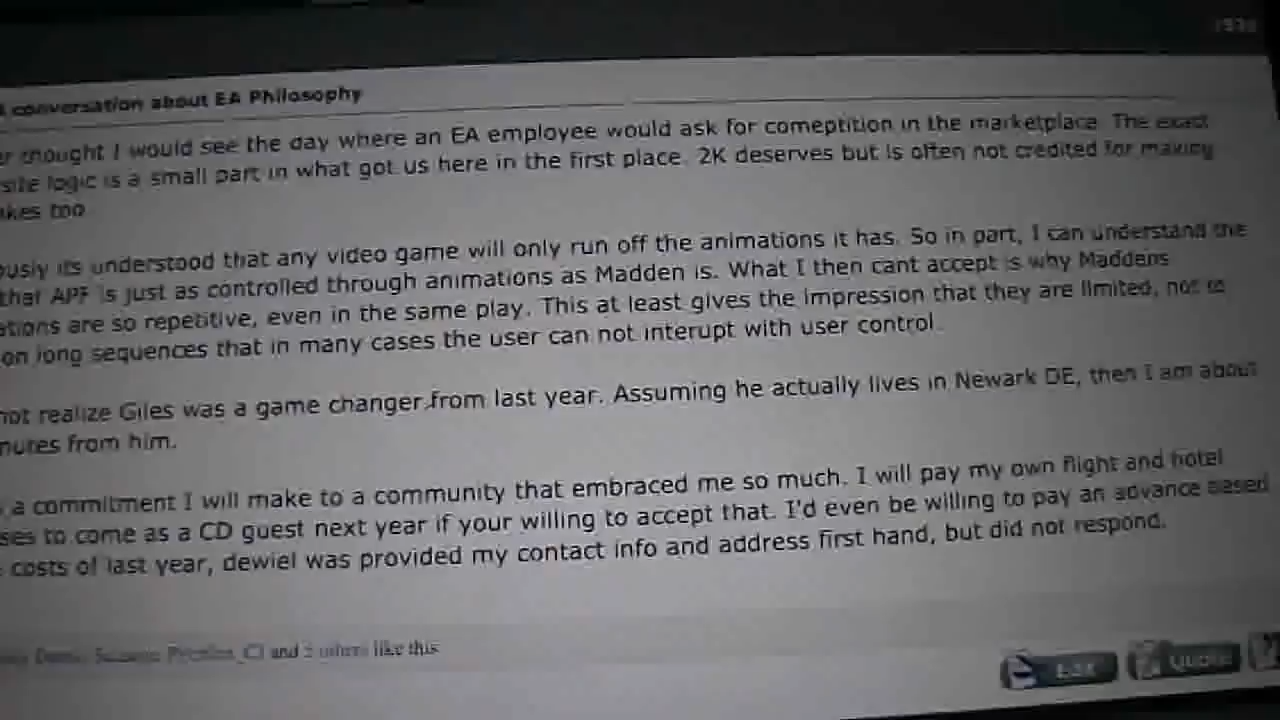 conversation about EA Philosophy
thought I would see the day where an EA employee would ask for comeptition in the marketplace. The exact
site logic is a small part in what got us here in the first place. 2K deserves but is often not credited for making
akes too
ously its understood that any video game will only run off the animations it has. So in part, I can understand the
that APF is just as controlled through animations as Madden is. What I then cant accept is why Maddens
ations are so repetitive, even in the same play. This at least gives the impression that they are limited, not to
on long sequences that in many cases the user can not interupt with user control.
not realize Giles was a game changer from last year. Assuming he actually lives in Newark DE, then I am about
nutes from him.
a commitment I will make to a community that embraced me so much. I will pay my own flight and hotel
ses to come as a CD guest next year if your willing to accept that. I'd even be willing to pay an advance based
costs of last year, dewiel was provided my contact info and address first hand, but did not respond.
and 5 others like this
Edit Quote